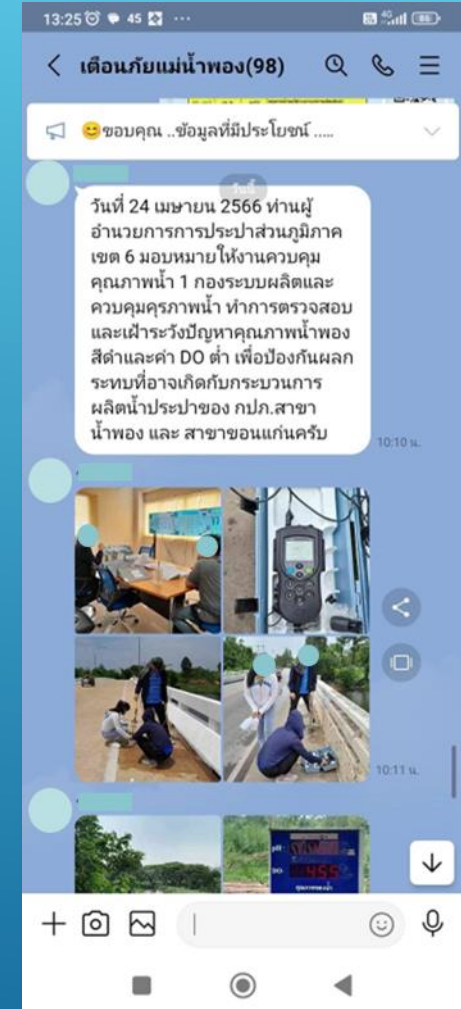 13:25 45 ... 4G 86
เตือนภัยแม่น้ำพอง(98)
ขอบคุณ ..ข้อมูลที่มีประโยชน์ .....
วันนี้
วันที่ 24 เมษายน 2566 ท่านผู้
อำนวยการการประปาส่วนภูมิภาค
เขต 6 มอบหมายให้งานควบคุม
คุณภาพน้ำ 1 กองระบบผลิตและ
ควบคุมคุรภาพน้ำ ทำการตรวจสอบ
และเฝ้าระวังปัญหาคุณภาพน้ำพอง
สีดำและค่า DO ต่ำ เพื่อป้องกันผลก
ระทบที่อาจเกิดกับกระบวนการ
ผลิตน้ำประปาของ กปภ.สาขา
น้ำพอง และ สาขาขอนแก่นครับ
10:10 น.
10:11 น.
pH
DO 4.55